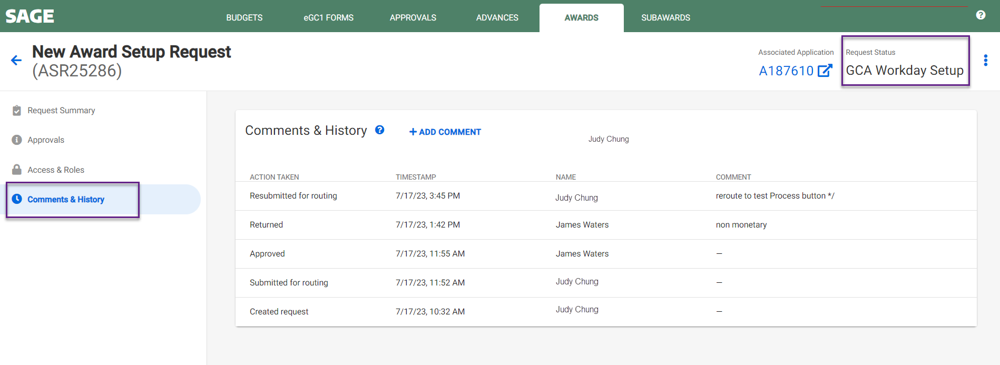 SAGE
BUDGETS
eGC1 FORMS
APPROVALS
ADVANCES
AWARDS
SUBAWARDS
New Award Setup Request
(ASR25286)
Associated Application
A187610
Request Status
GCA Workday Setup
Request Summary
Approvals
Access & Roles
Comments & History
Comments & History
+ ADD COMMENT
Judy Chung
ACTION TAKEN TIMESTAMP NAME COMMENT
Resubmitted for routing 7/17/23, 3:45 PM Judy Chung reroute to test Process button */
Returned 7/17/23, 1:42 PM James Waters non monetary
Approved 7/17/23, 11:55 AM James Waters —
Submitted for routing 7/17/23, 11:52 AM Judy Chung —
Created request 7/17/23, 10:32 AM Judy Chung —